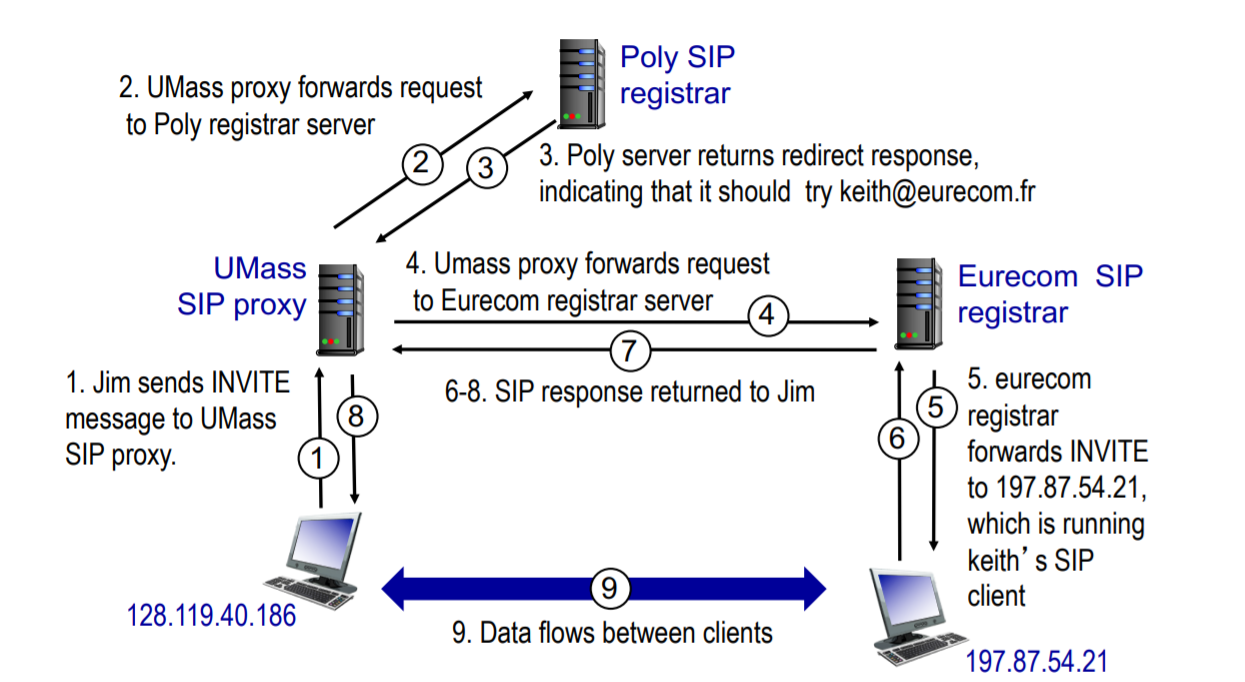 Poly SIP
registrar
2. UMass proxy forwards request
to Poly registrar server
2
3
3. Poly server returns redirect response,
indicating that it should try keith@eurecom.fr
UMass
SIP proxy
4. Umass proxy forwards request
to Eurecom registrar server
4
Eurecom SIP
registrar
7
1. Jim sends INVITE
message to UMass
SIP proxy.
1
8
6-8. SIP response returned to Jim
6
5
5. eurecom
registrar
forwards INVITE
to 197.87.54.21,
which is running
keith’s SIP
client
128.119.40.186
9
9. Data flows between clients
197.87.54.21